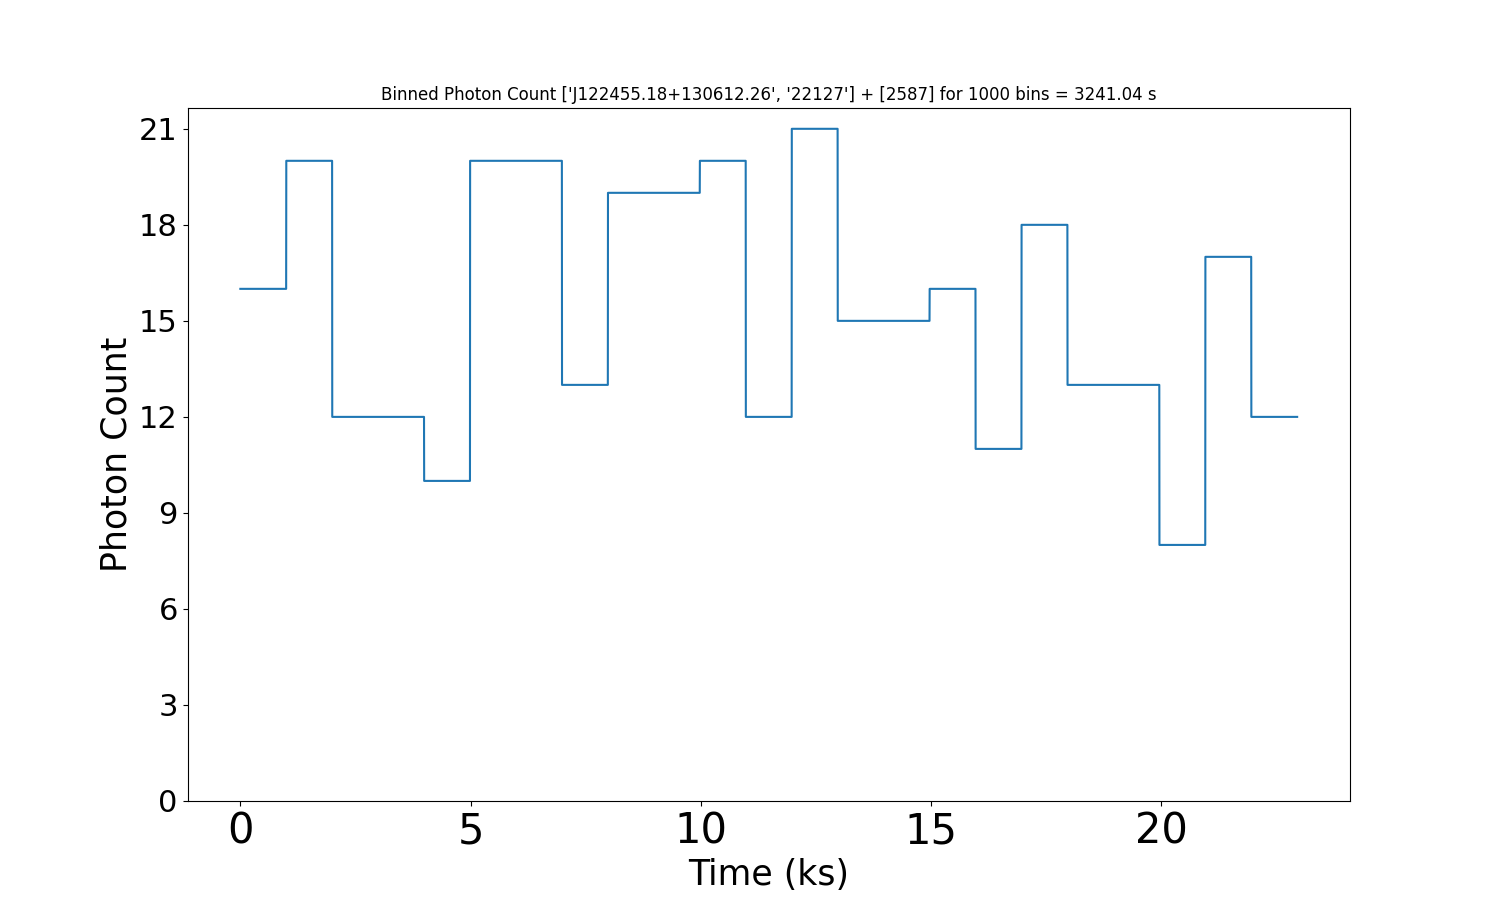 Binned Photon Count ['J122455.18+130612.26', '22127'] + [2587] for 1000 bins = 3241.04 s
21
18
15
12
9
6
3
0
Photon Count
0 5 10 15 20
Time (ks)